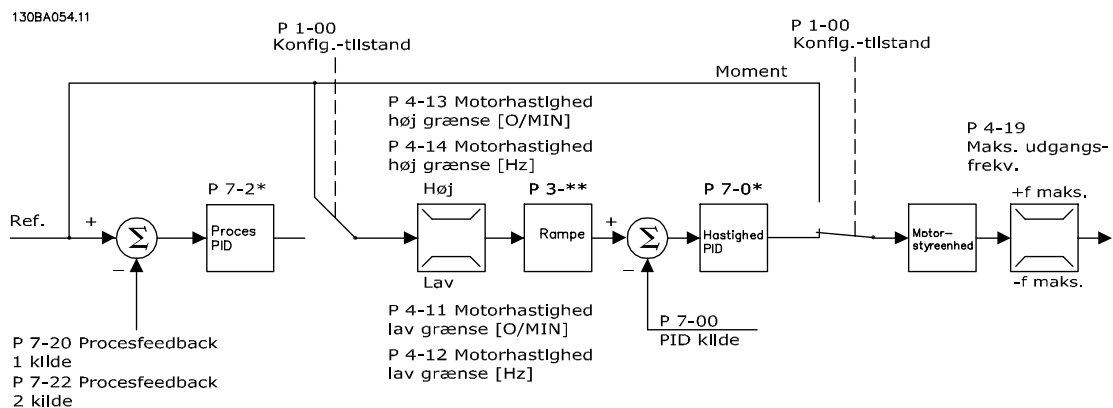 130BA054.11
P 1-00
Konfig.-tilstand
P 1-00
Konfig.-tilstand
Moment
P 4-13 Motorhastighed
høj grænse [O/MIN]
P 4-14 Motorhastighed
høj grænse [Hz]
P 4-19
Maks. udgangs-
frekv.
P 7-2*
Høj
P 3-**
P 7-0*
+f maks.
Ref.
+
Σ
−
Proces
PID
Rampe
+
Σ
−
Hastighed
PID
Motor-
styreenhed
Lav
-f maks.
P 4-11 Motorhastighed
lav grænse [O/MIN]
P 4-12 Motorhastighed
lav grænse [Hz]
P 7-00
PID kilde
P 7-20 Procesfeedback
1 kilde
P 7-22 Procesfeedback
2 kilde